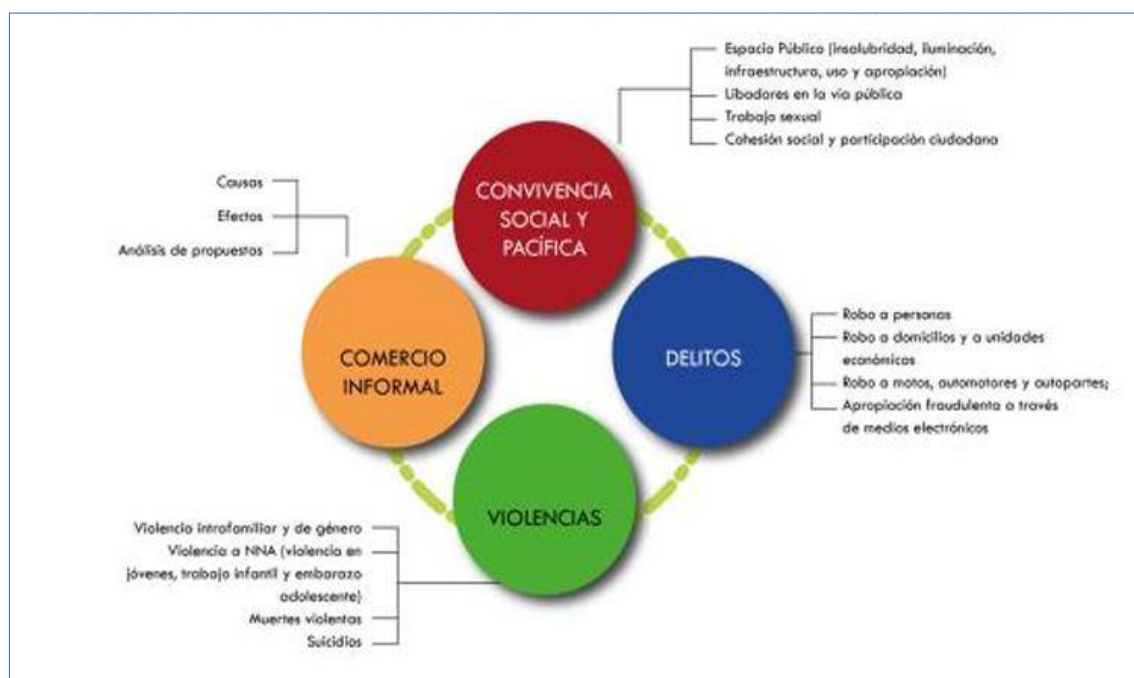 Espacio Público (insalubridad, iluminación,
infraestructura, uso y apropiación)
Libadores en la vía pública
Trabajo sexual
Cohesión social y participación ciudadana
CONVIVENCIA
SOCIAL Y
PACÍFICA
Causas
Efectos
Análisis de propuestas
COMERCIO
INFORMAL
DELITOS
Robo a personas
Robo a domicilios y a unidades
económicas
Robo a motos, automotores y autopartes;
Apropiación fraudulenta a través
de medios electrónicos
VIOLENCIAS
Violencia intrafamiliar y de género
Violencia a NNA (violencia en
jóvenes, trabajo infantil y embarazo
adolescente)
Muertes violentas
Suicidios